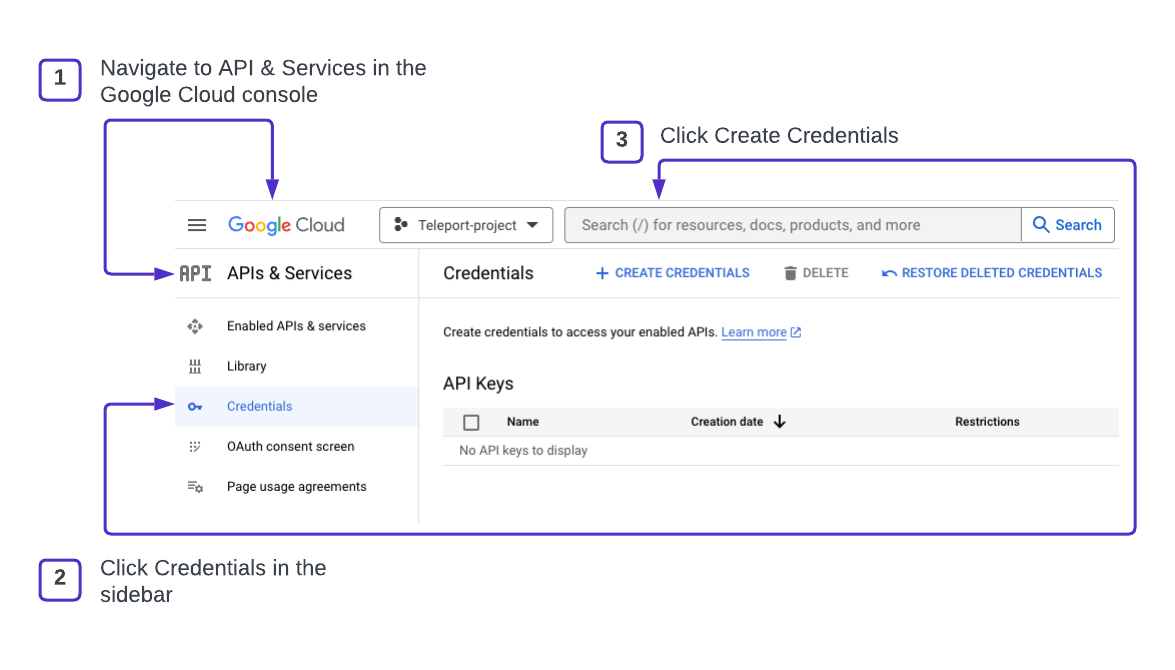 1
Navigate to API & Services in the
Google Cloud console
3
Click Create Credentials
Google Cloud
Teleport-project
Search (/) for resources, docs, products, and more
Search
API
APIs & Services
Credentials
CREATE CREDENTIALS
DELETE
RESTORE DELETED CREDENTIALS
Enabled APIs & services
Library
Credentials
OAuth consent screen
Page usage agreements
Create credentials to access your enabled APIs. Learn more
API Keys
Name
Creation date
Restrictions
No API keys to display
2
Click Credentials in the
sidebar